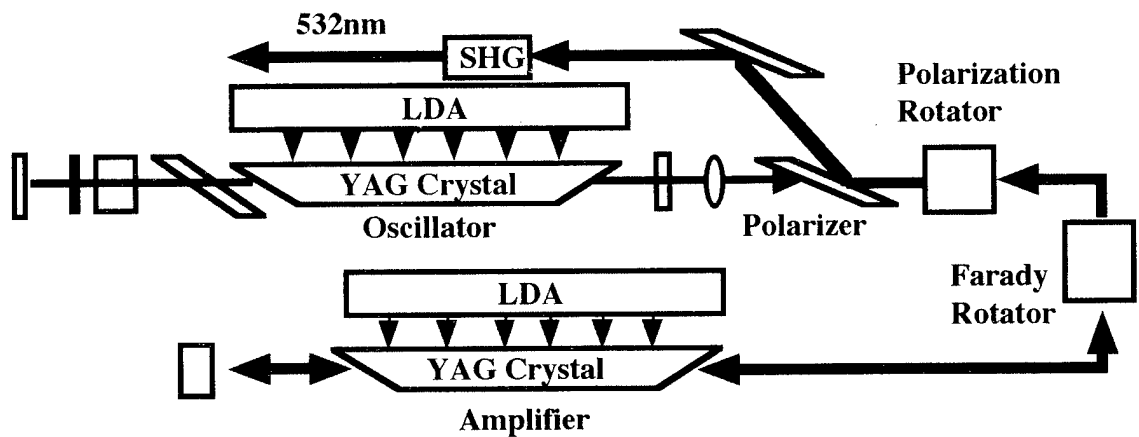 532nm
SHG
LDA
YAG Crystal
Oscillator
Polarizer
Polarization
Rotator
Farady
Rotator
LDA
YAG Crystal
Amplifier